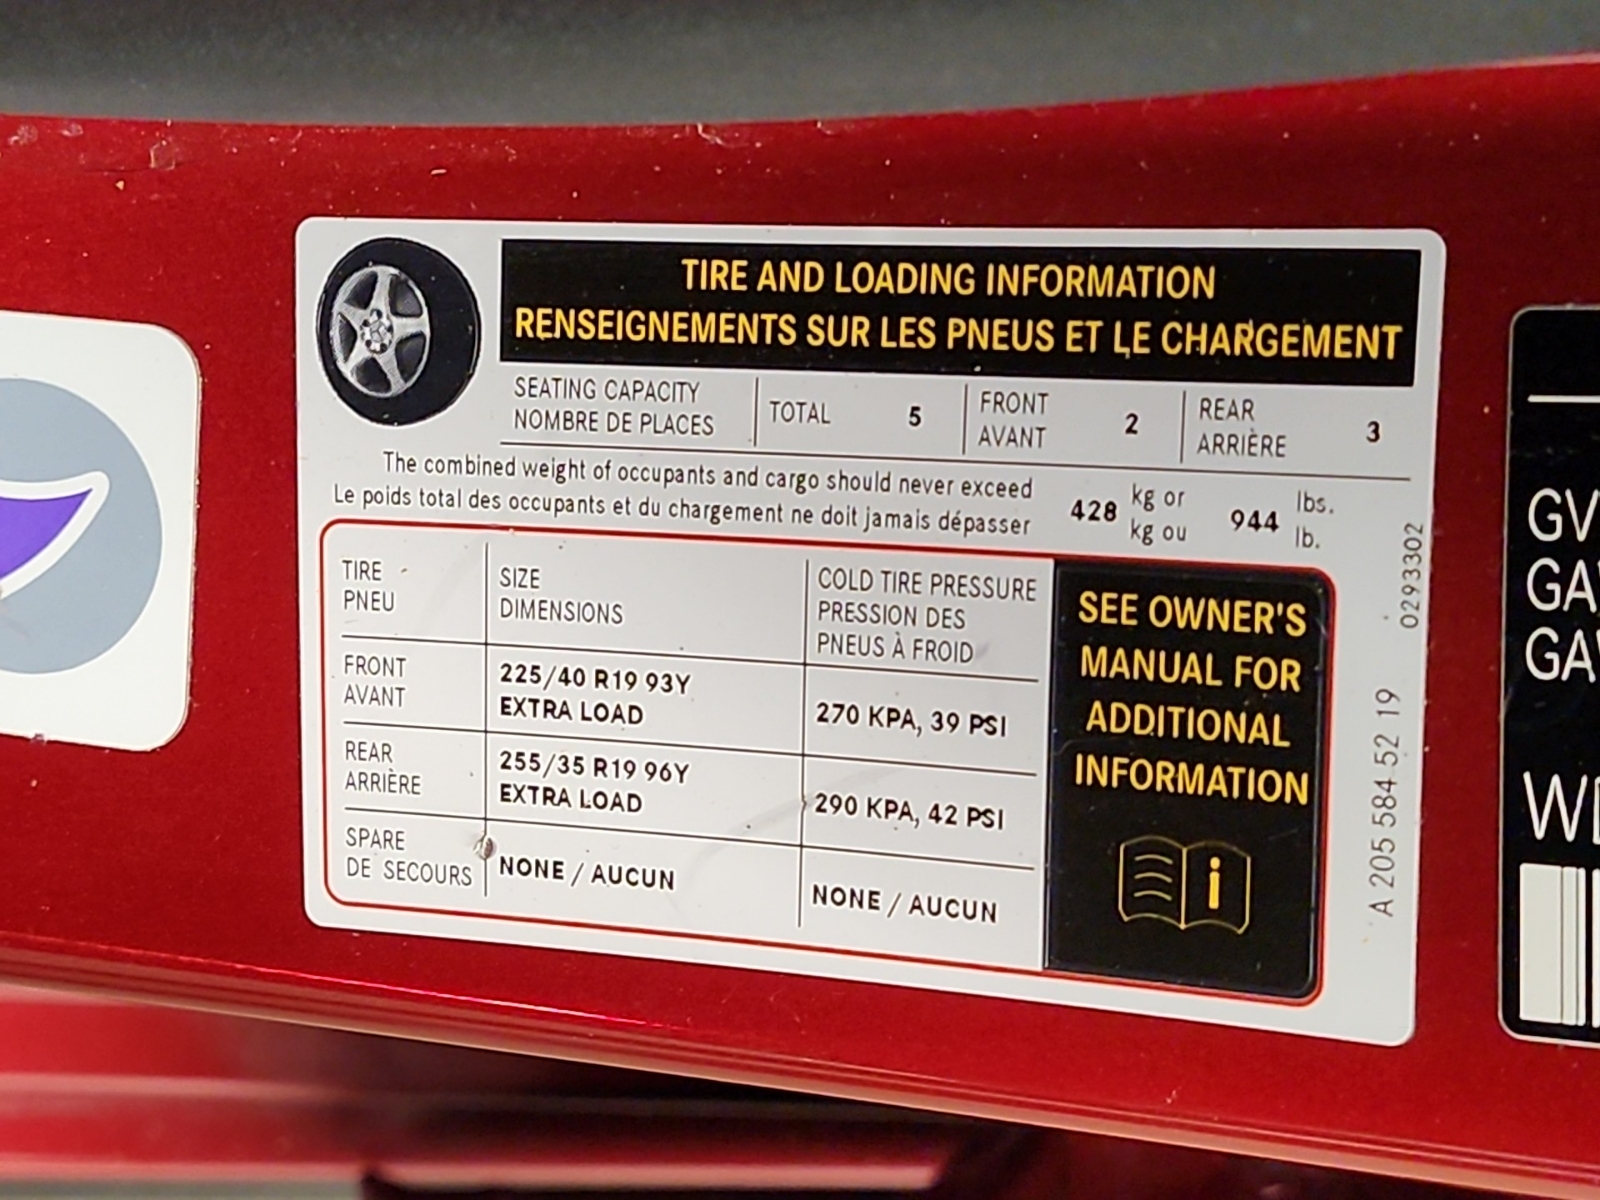 TIRE AND LOADING INFORMATION
RENSEIGNEMENTS SUR LES PNEUS ET LE CHARGEMENT
SEATING CAPACITY
NOMBRE DE PLACES
TOTAL 5
FRONT
AVANT
2
REAR
ARRIÈRE
3
The combined weight of occupants and cargo should never exceed
Le poids total des occupants et du chargement ne doit jamais dépasser
428
kg or
kg ou
944
lbs.
lb.
TIRE
PNEU
SIZE
DIMENSIONS
COLD TIRE PRESSURE
PRESSION DES
PNEUS À FROID
FRONT
AVANT
225/40 R19 93Y
EXTRA LOAD
270 KPA, 39 PSI
REAR
ARRIÈRE
255/35 R19 96Y
EXTRA LOAD
290 KPA, 42 PSI
SPARE
DE SECOURS
NONE / AUCUN
NONE / AUCUN
SEE OWNER'S
MANUAL FOR
ADDITIONAL
INFORMATION
i
A 205 584 52 19
0293302
GV
GA
GA